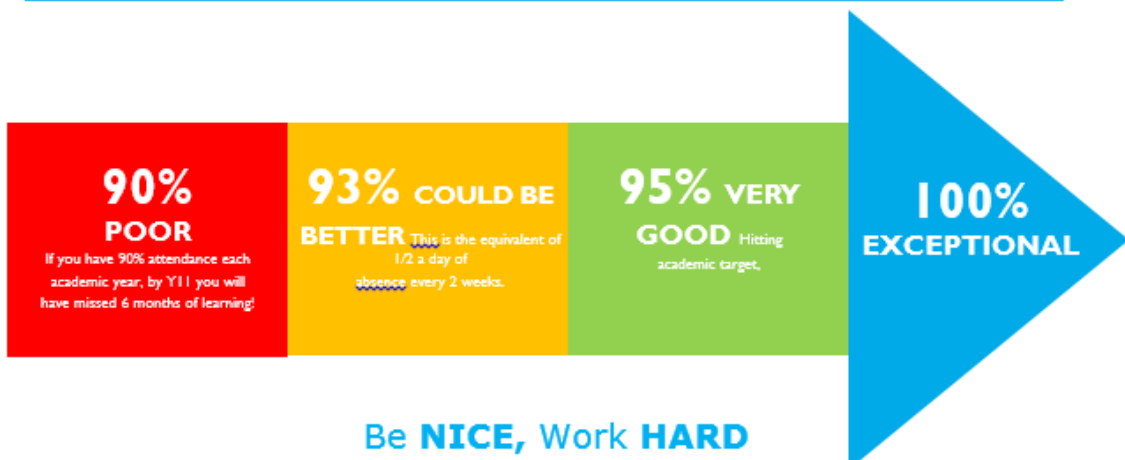 90%
POOR
If you have 90% attendance each
academic year, by Y11 you will
have missed 6 months of learning!
93% COULD BE
BETTER This is the equivalent of
1/2 a day of
absence every 2 weeks.
95% VERY
GOOD Hitting
academic target,
100%
EXCEPTIONAL
Be NICE, Work HARD